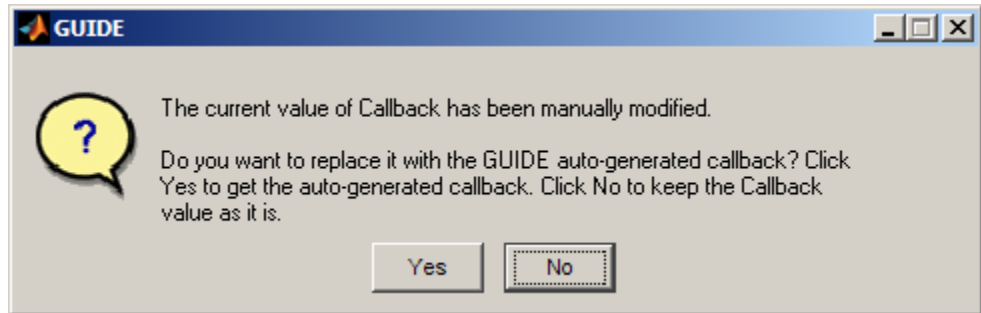 GUIDE
The current value of Callback has been manually modified.
Do you want to replace it with the GUIDE auto-generated callback? Click
Yes to get the auto-generated callback. Click No to keep the Callback
value as it is.
Yes No